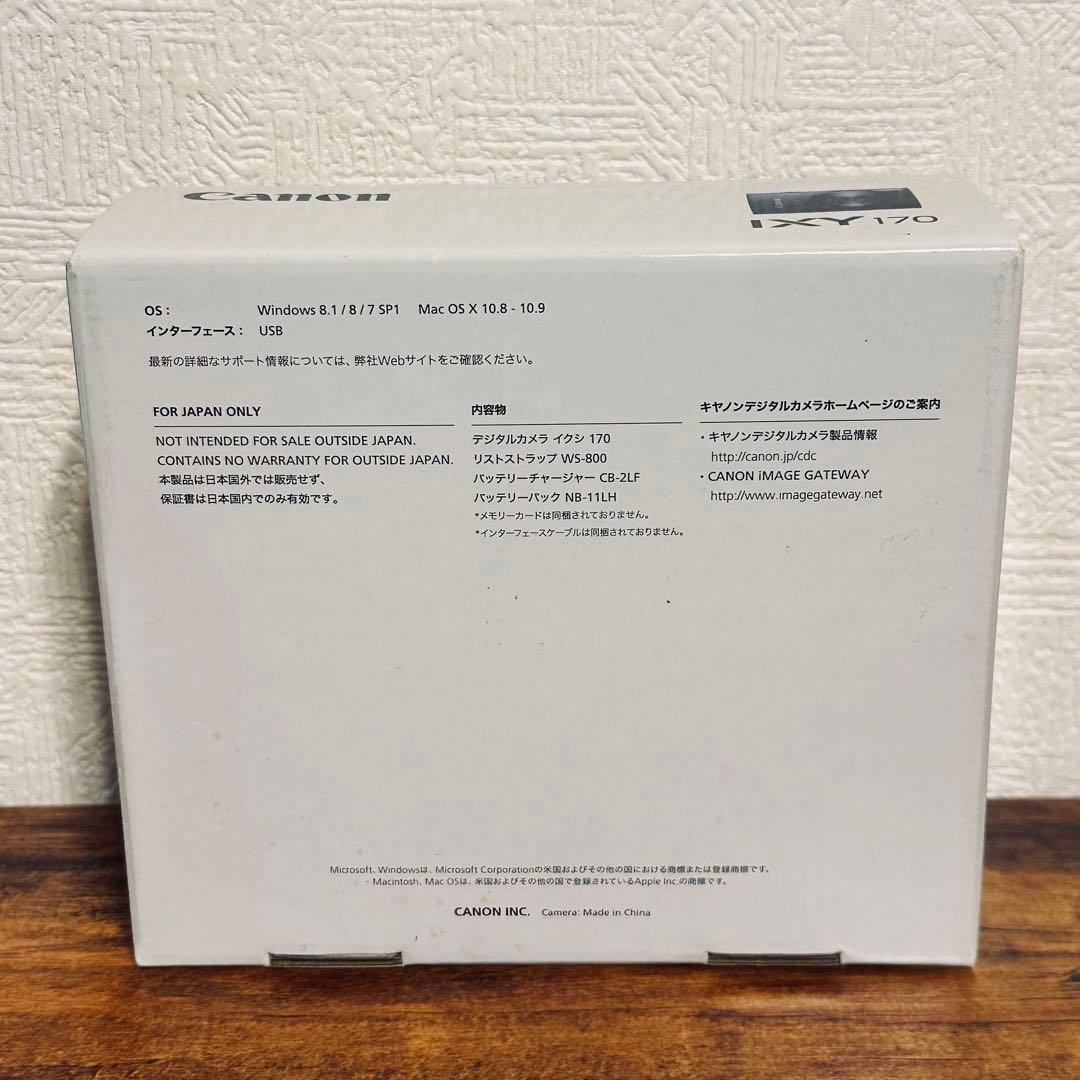 Canon
IXY 170
OS： Windows 8.1 / 8 / 7 SP1 Mac OS X 10.8 - 10.9
インターフェース： USB
最新の詳細なサポート情報については、弊社Webサイトをご確認ください。
FOR JAPAN ONLY
NOT INTENDED FOR SALE OUTSIDE JAPAN.
CONTAINS NO WARRANTY FOR OUTSIDE JAPAN.
本製品は日本国外では販売せず、
保証書は日本国内でのみ有効です。
内容物
デジタルカメラ イクシ 170
リストストラップ WS-800
バッテリーチャージャー CB-2LF
バッテリーパック NB-11LH
*メモリーカードは同梱されておりません。
*インターフェースケーブルは同梱されておりません。
キヤノンデジタルカメラホームページのご案内
・キヤノンデジタルカメラ製品情報
http://canon.jp/cdc
・CANON iMAGE GATEWAY
http://www.imagegateway.net
Microsoft、Windowsは、Microsoft Corporationの米国およびその他の国における商標または登録商標です。
Macintosh、Mac OSは、米国およびその他の国で登録されているApple Inc.の商標です。
CANON INC. Camera: Made in China